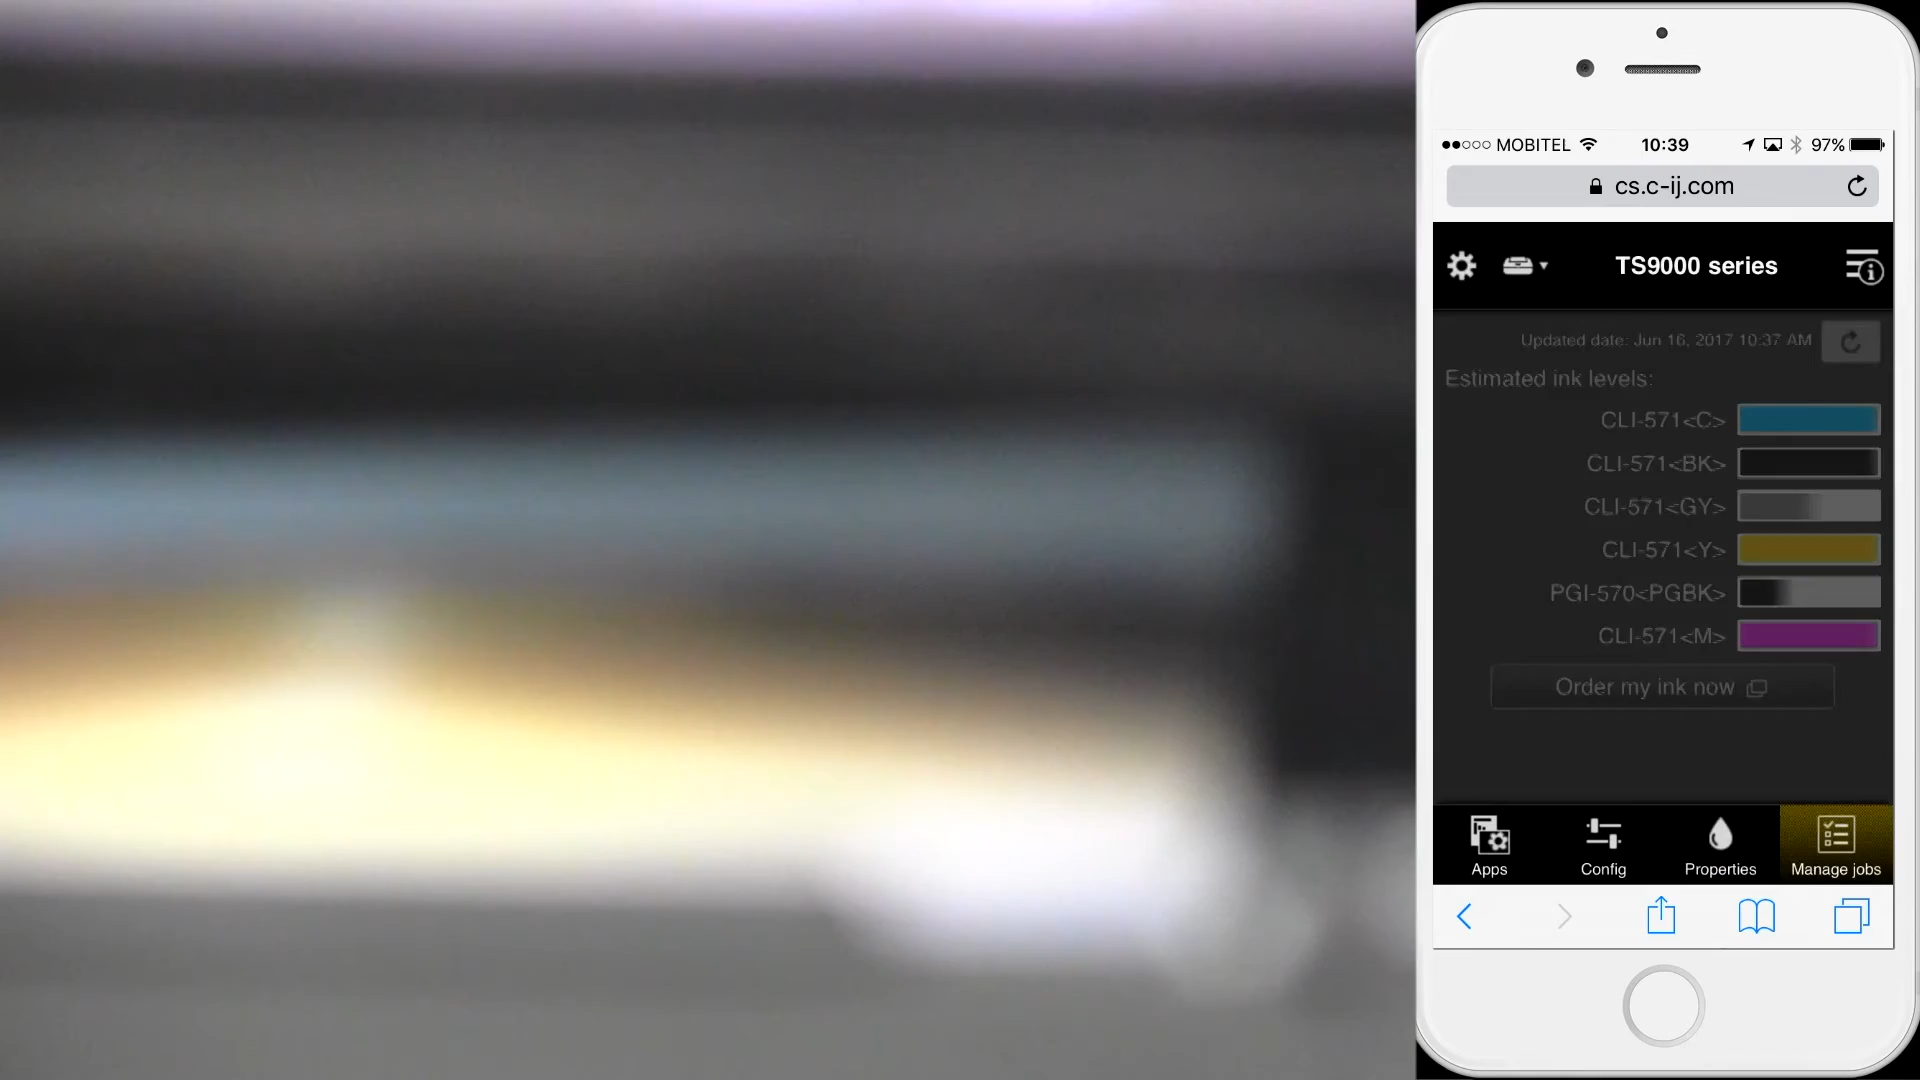 MOBITEL 10:39 97%
cs.c-ij.com
TS9000 series
Updated date: Jun 16, 2017 10:37 AM
Estimated ink levels:
CLI-571<C>
CLI-571<BK>
CLI-571<GY>
CLI-571<Y>
PGI-570<PGBK>
CLI-571<M>
Order my ink now
Apps Config Properties Manage jobs